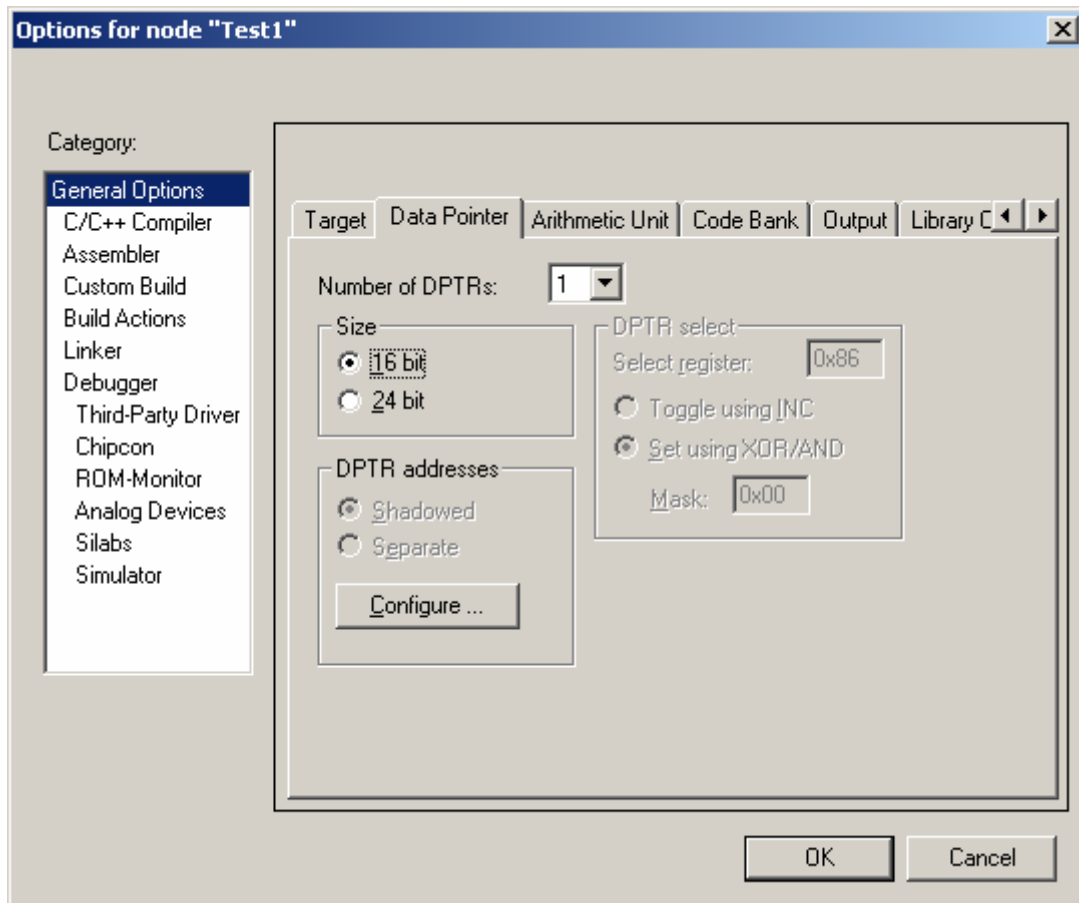 Options for node "Test1"
Category:
General Options
C/C++ Compiler
Assembler
Custom Build
Build Actions
Linker
Debugger
Third-Party Driver
Chipcon
ROM-Monitor
Analog Devices
Silabs
Simulator
Target Data Pointer Arithmetic Unit Code Bank Output Library C
Number of DPTRs: 1
Size
16 bit
24 bit
DPTR addresses
Shadowed
Separate
Configure ...
DPTR select
Select register: 0x86
Toggle using INC
Set using XOR/AND
Mask: 0x00
OK Cancel